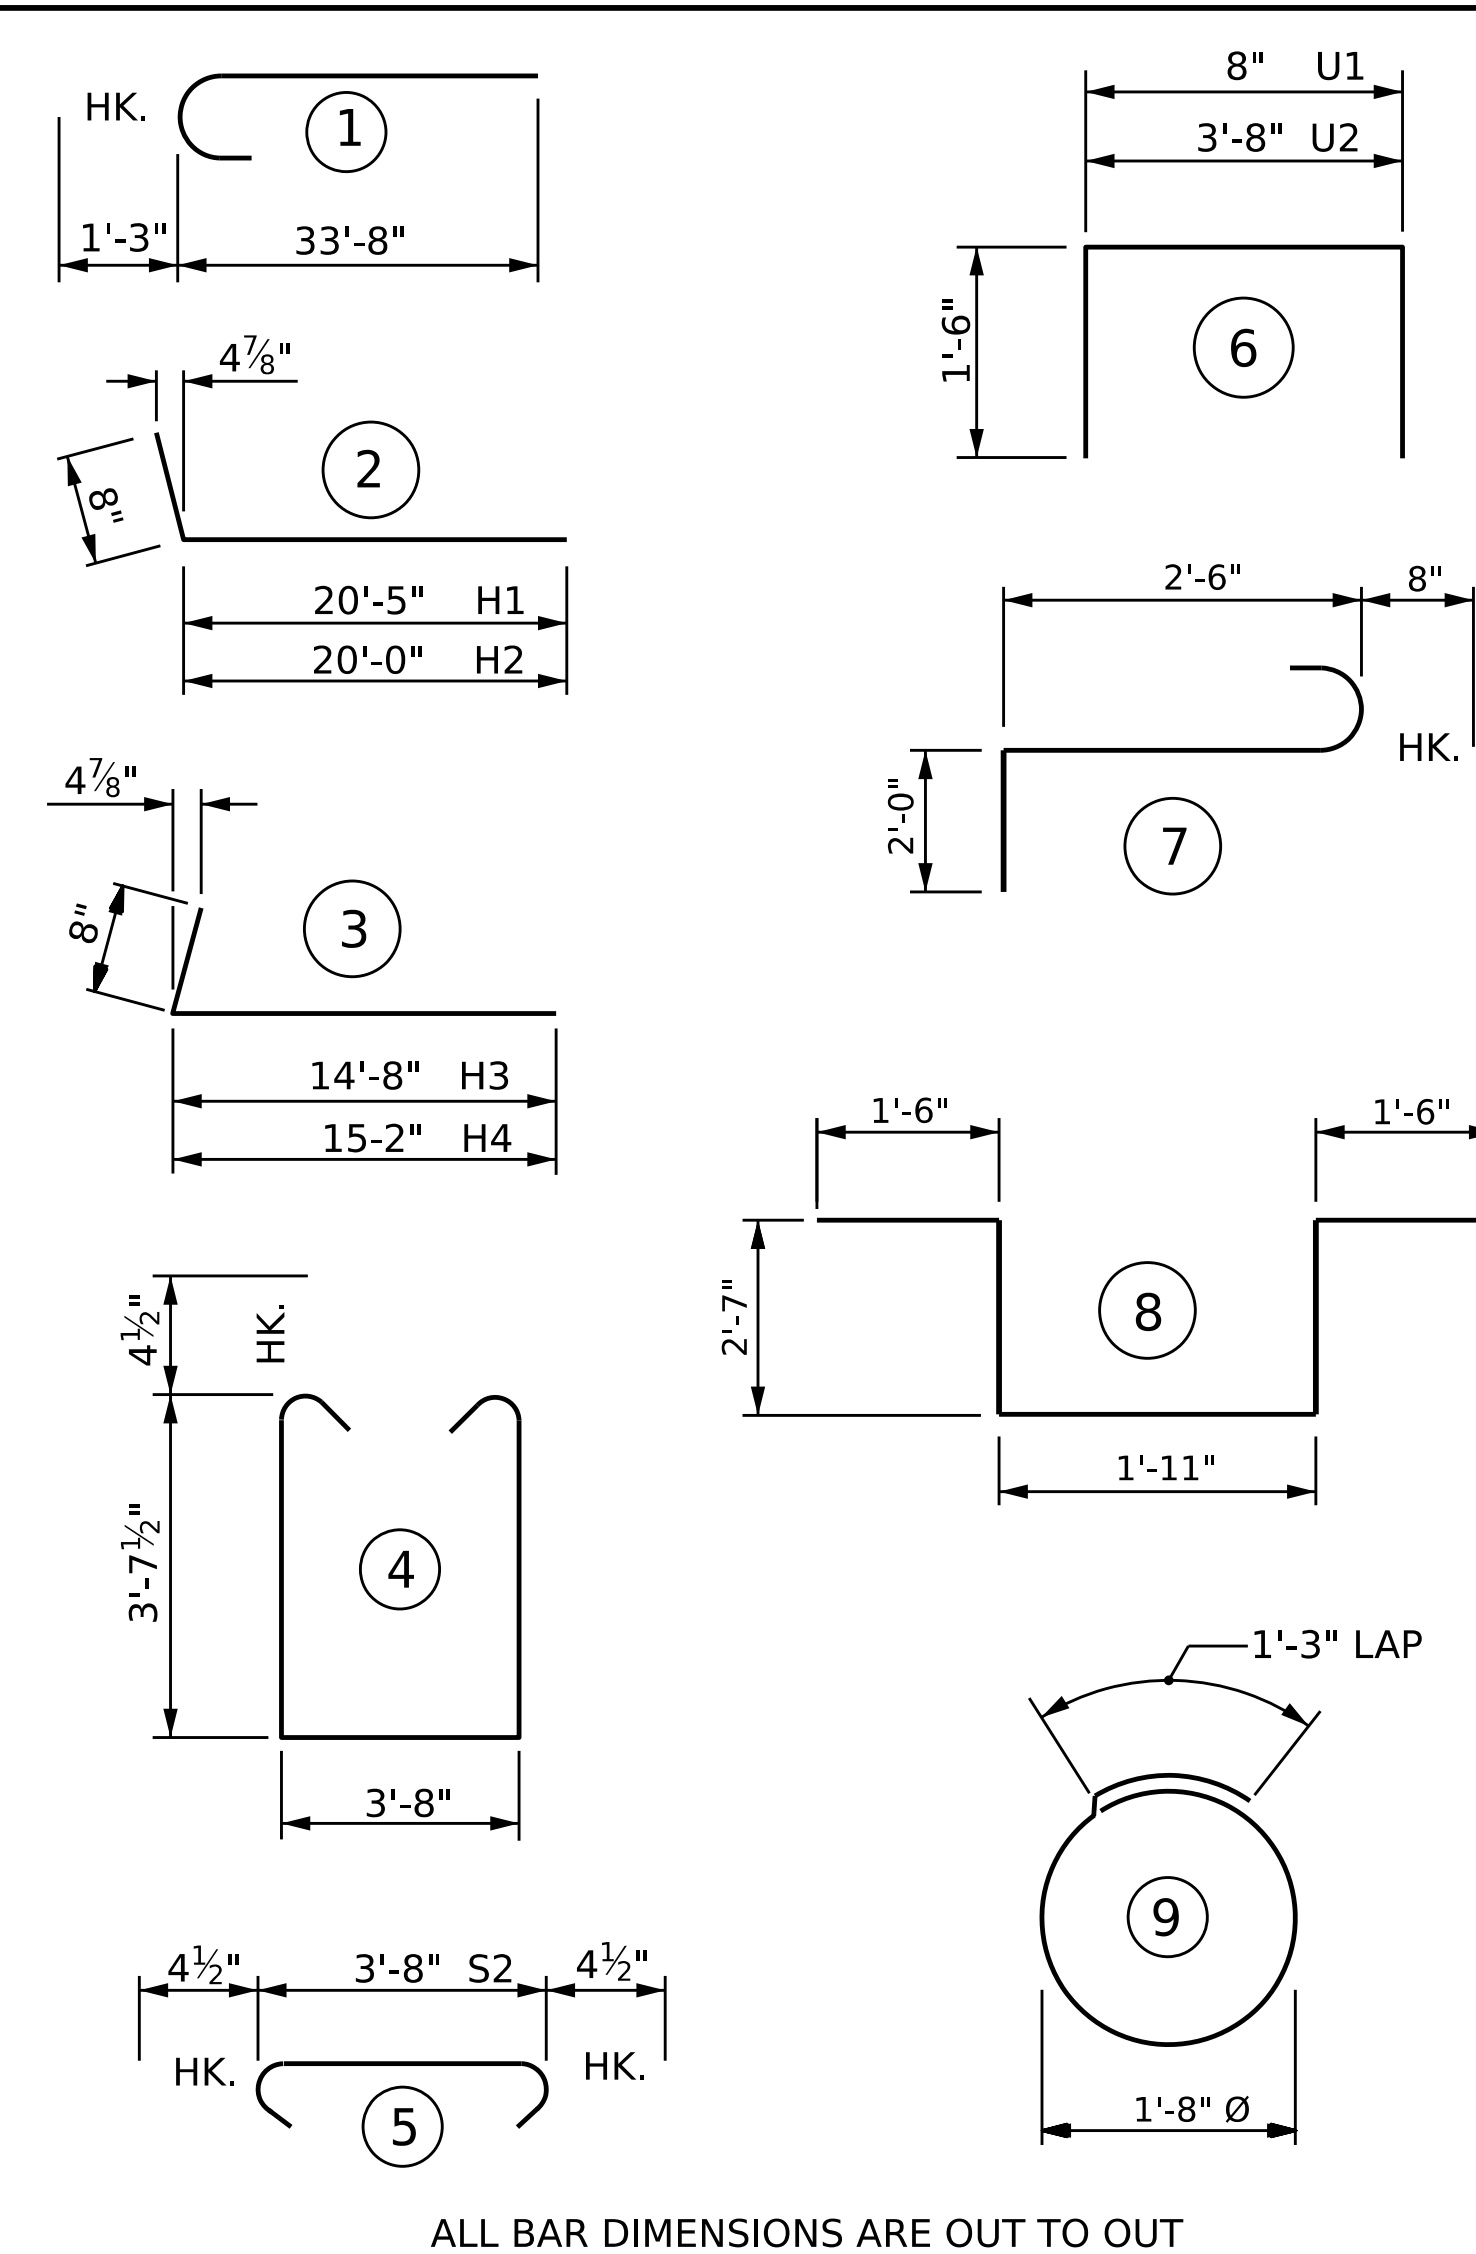 HK.
1
1'-3"
33'-8"
4⅞"
8"
2
20'-5" H1
20'-0" H2
4⅞"
8"
3
14'-8" H3
15-2" H4
4½"
HK.
3'-7½"
4
3'-8"
4½"
3'-8" S2
4½"
HK.
HK.
5
8" U1
3'-8" U2
1'-6"
6
2'-6"
8"
HK.
2'-0"
7
1'-6"
1'-6"
2'-7"
8
1'-11"
1'-3" LAP
9
1'-8" Ø
ALL BAR DIMENSIONS ARE OUT TO OUT